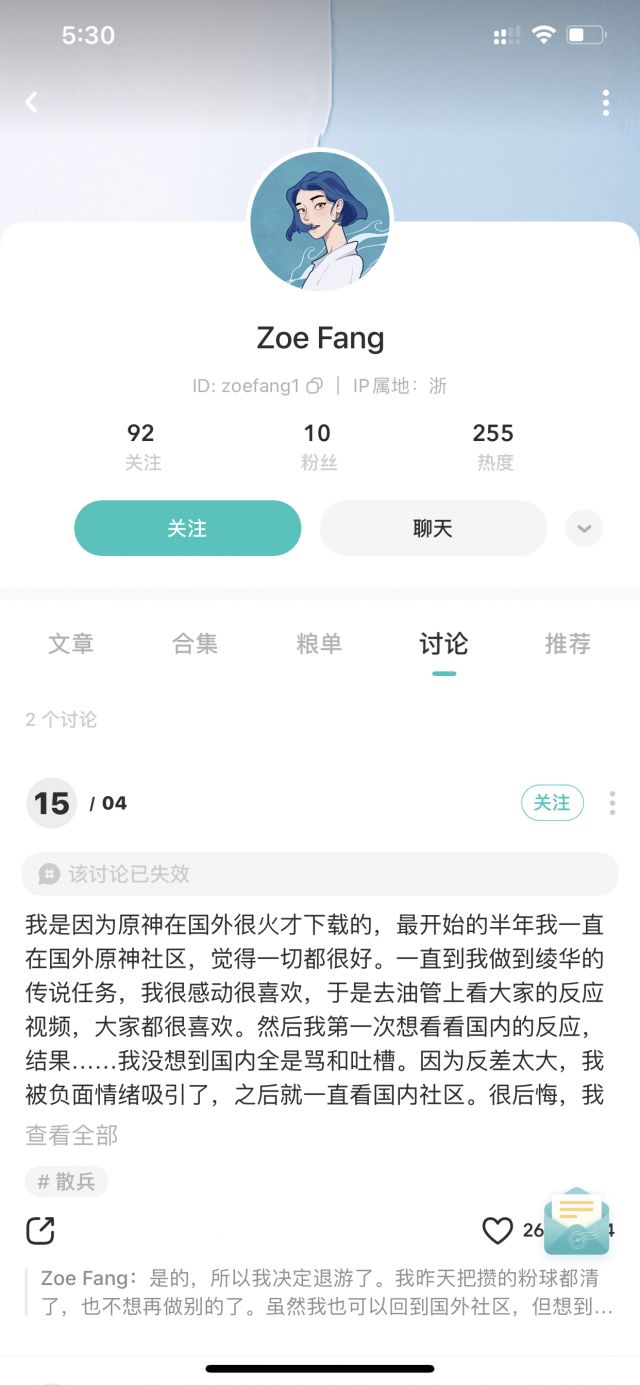 5:30
Zoe Fang
ID: zoefang1 | IP属地：浙
92 10 255
关注 粉丝 热度
关注 聊天
文章 合集 粮单 讨论 推荐
2 个讨论
15 / 04 关注
该讨论已失效
我是因为原神在国外很火才下载的，最开始的半年我一直
在国外原神社区，觉得一切都很好。一直到我做到绫华的
传说任务，我很感动很喜欢，于是去油管上看大家的反应
视频，大家都很喜欢。然后我第一次想看看国内的反应，
结果……我没想到国内全是骂和吐槽。因为反差太大，我
被负面情绪吸引了，之后就一直看国内社区。很后悔，我
查看全部
# 散兵
26 4
Zoe Fang：是的，所以我决定退游了。我昨天把攒的粉球都清
了，也不想再做别的了。虽然我也可以回到国外社区，但想到...